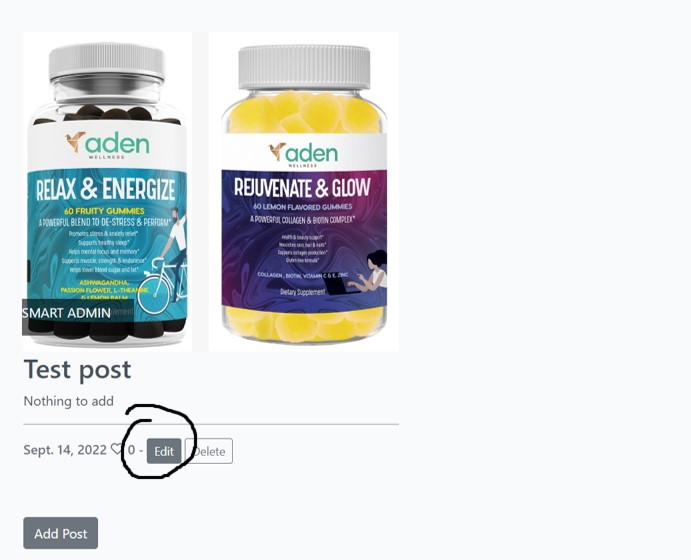 aden
WELLNESS
RELAX & ENERGIZE
60 FRUITY GUMMIES
A POWERFUL BLEND TO DE-STRESS & PERFORM*
Promotes stress & anxiety relief*
Supports healthy sleep*
Helps mental focus and memory*
Supports muscle, strength & endurance*
Helps lower blood sugar and fat*
ASHWAGANDHA,
PASSION FLOWER, L-THEANINE
& LEMON BALM
SMART ADMIN
aden
WELLNESS
REJUVENATE & GLOW
60 LEMON FLAVORED GUMMIES
A POWERFUL COLLAGEN & BIOTIN COMPLEX*
Health & beauty support*
Nourishes skin, hair & nails*
Supports collagen production*
Gluten free formula*
COLLAGEN, BIOTIN, VITAMIN C & E, ZINC
Dietary Supplement
Test post
Nothing to add
Sept. 14, 2022 ♡ 0 - Edit Delete
Add Post